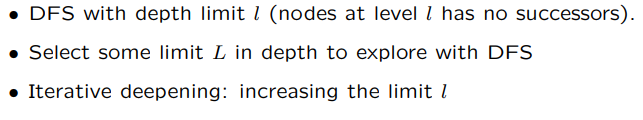 • DFS with depth limit l (nodes at level l has no successors).
• Select some limit L in depth to explore with DFS
• Iterative deepening: increasing the limit l